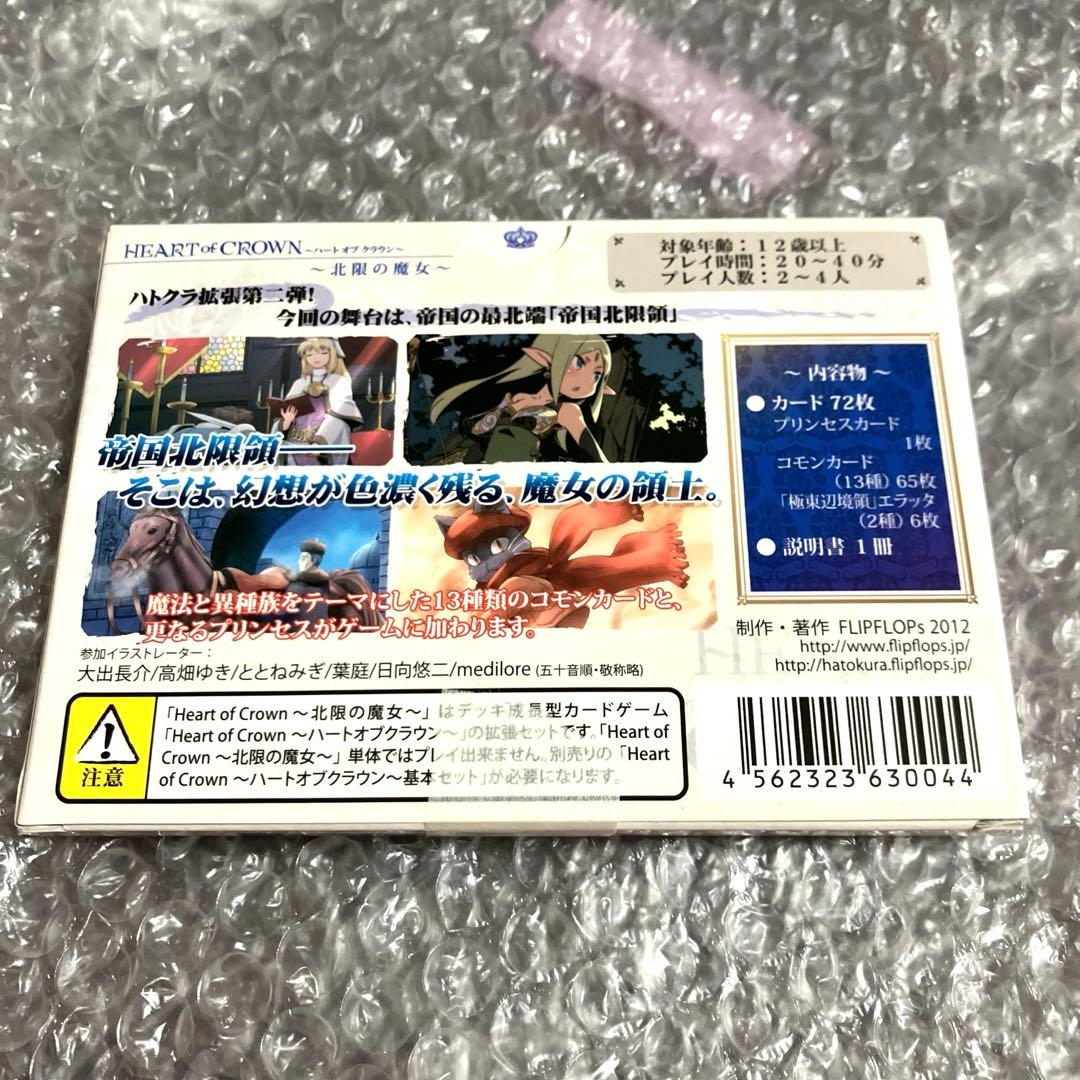 HEART of CROWN ～ハート オブ クラウン～
～北限の魔女～
対象年齢：12歳以上
プレイ時間：20～40分
プレイ人数：2～4人
ハトクラ拡張第二弾！
今回の舞台は、帝国の最北端「帝国北限領」
帝国北限領――
そこは、幻想が色濃く残る、魔女の領土。
魔法と異種族をテーマにした13種類のコモンカードと、
更なるプリンセスがゲームに加わります。
～ 内容物 ～
● カード 72枚
プリンセスカード
1枚
コモンカード
（13種）65枚
「極東辺境領」エラッタ
（2種）6枚
● 説明書 1冊
制作・著作 FLIPFLOPs 2012
http://www.flipflops.jp/
http://hatokura.flipflops.jp/
参加イラストレーター：
大出長介/高畑ゆき/ととねみぎ/葉庭/日向悠二/medilore (五十音順・敬称略)
注意
「Heart of Crown ～北限の魔女～」はデッキ成長型カードゲーム
「Heart of Crown ～ハートオブクラウン～」の拡張セットです。「Heart of
Crown ～北限の魔女～」単体ではプレイ出来ません。別売りの「Heart
of Crown ～ハートオブクラウン～基本セット」が必要になります。
4 562323 630044